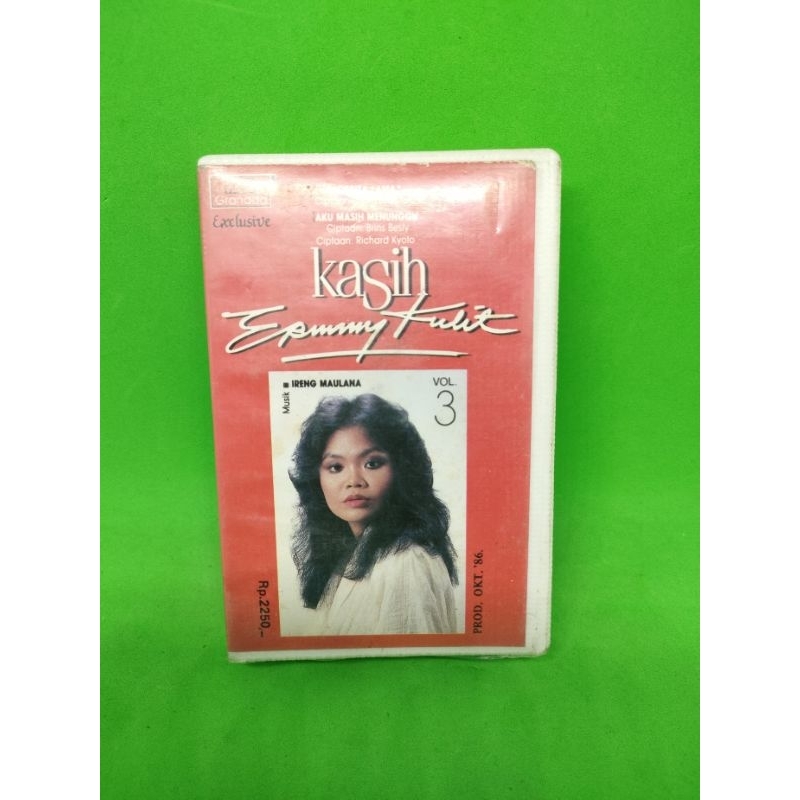 Granada
Exclusive
AKU MASIH MENUNGGU
Ciptaan: Richard Kyoto
kasih
Ermy Kulit
Musik ■ IRENG MAULANA
VOL.
3
Rp.2250,-
PROD. OKT. '86.